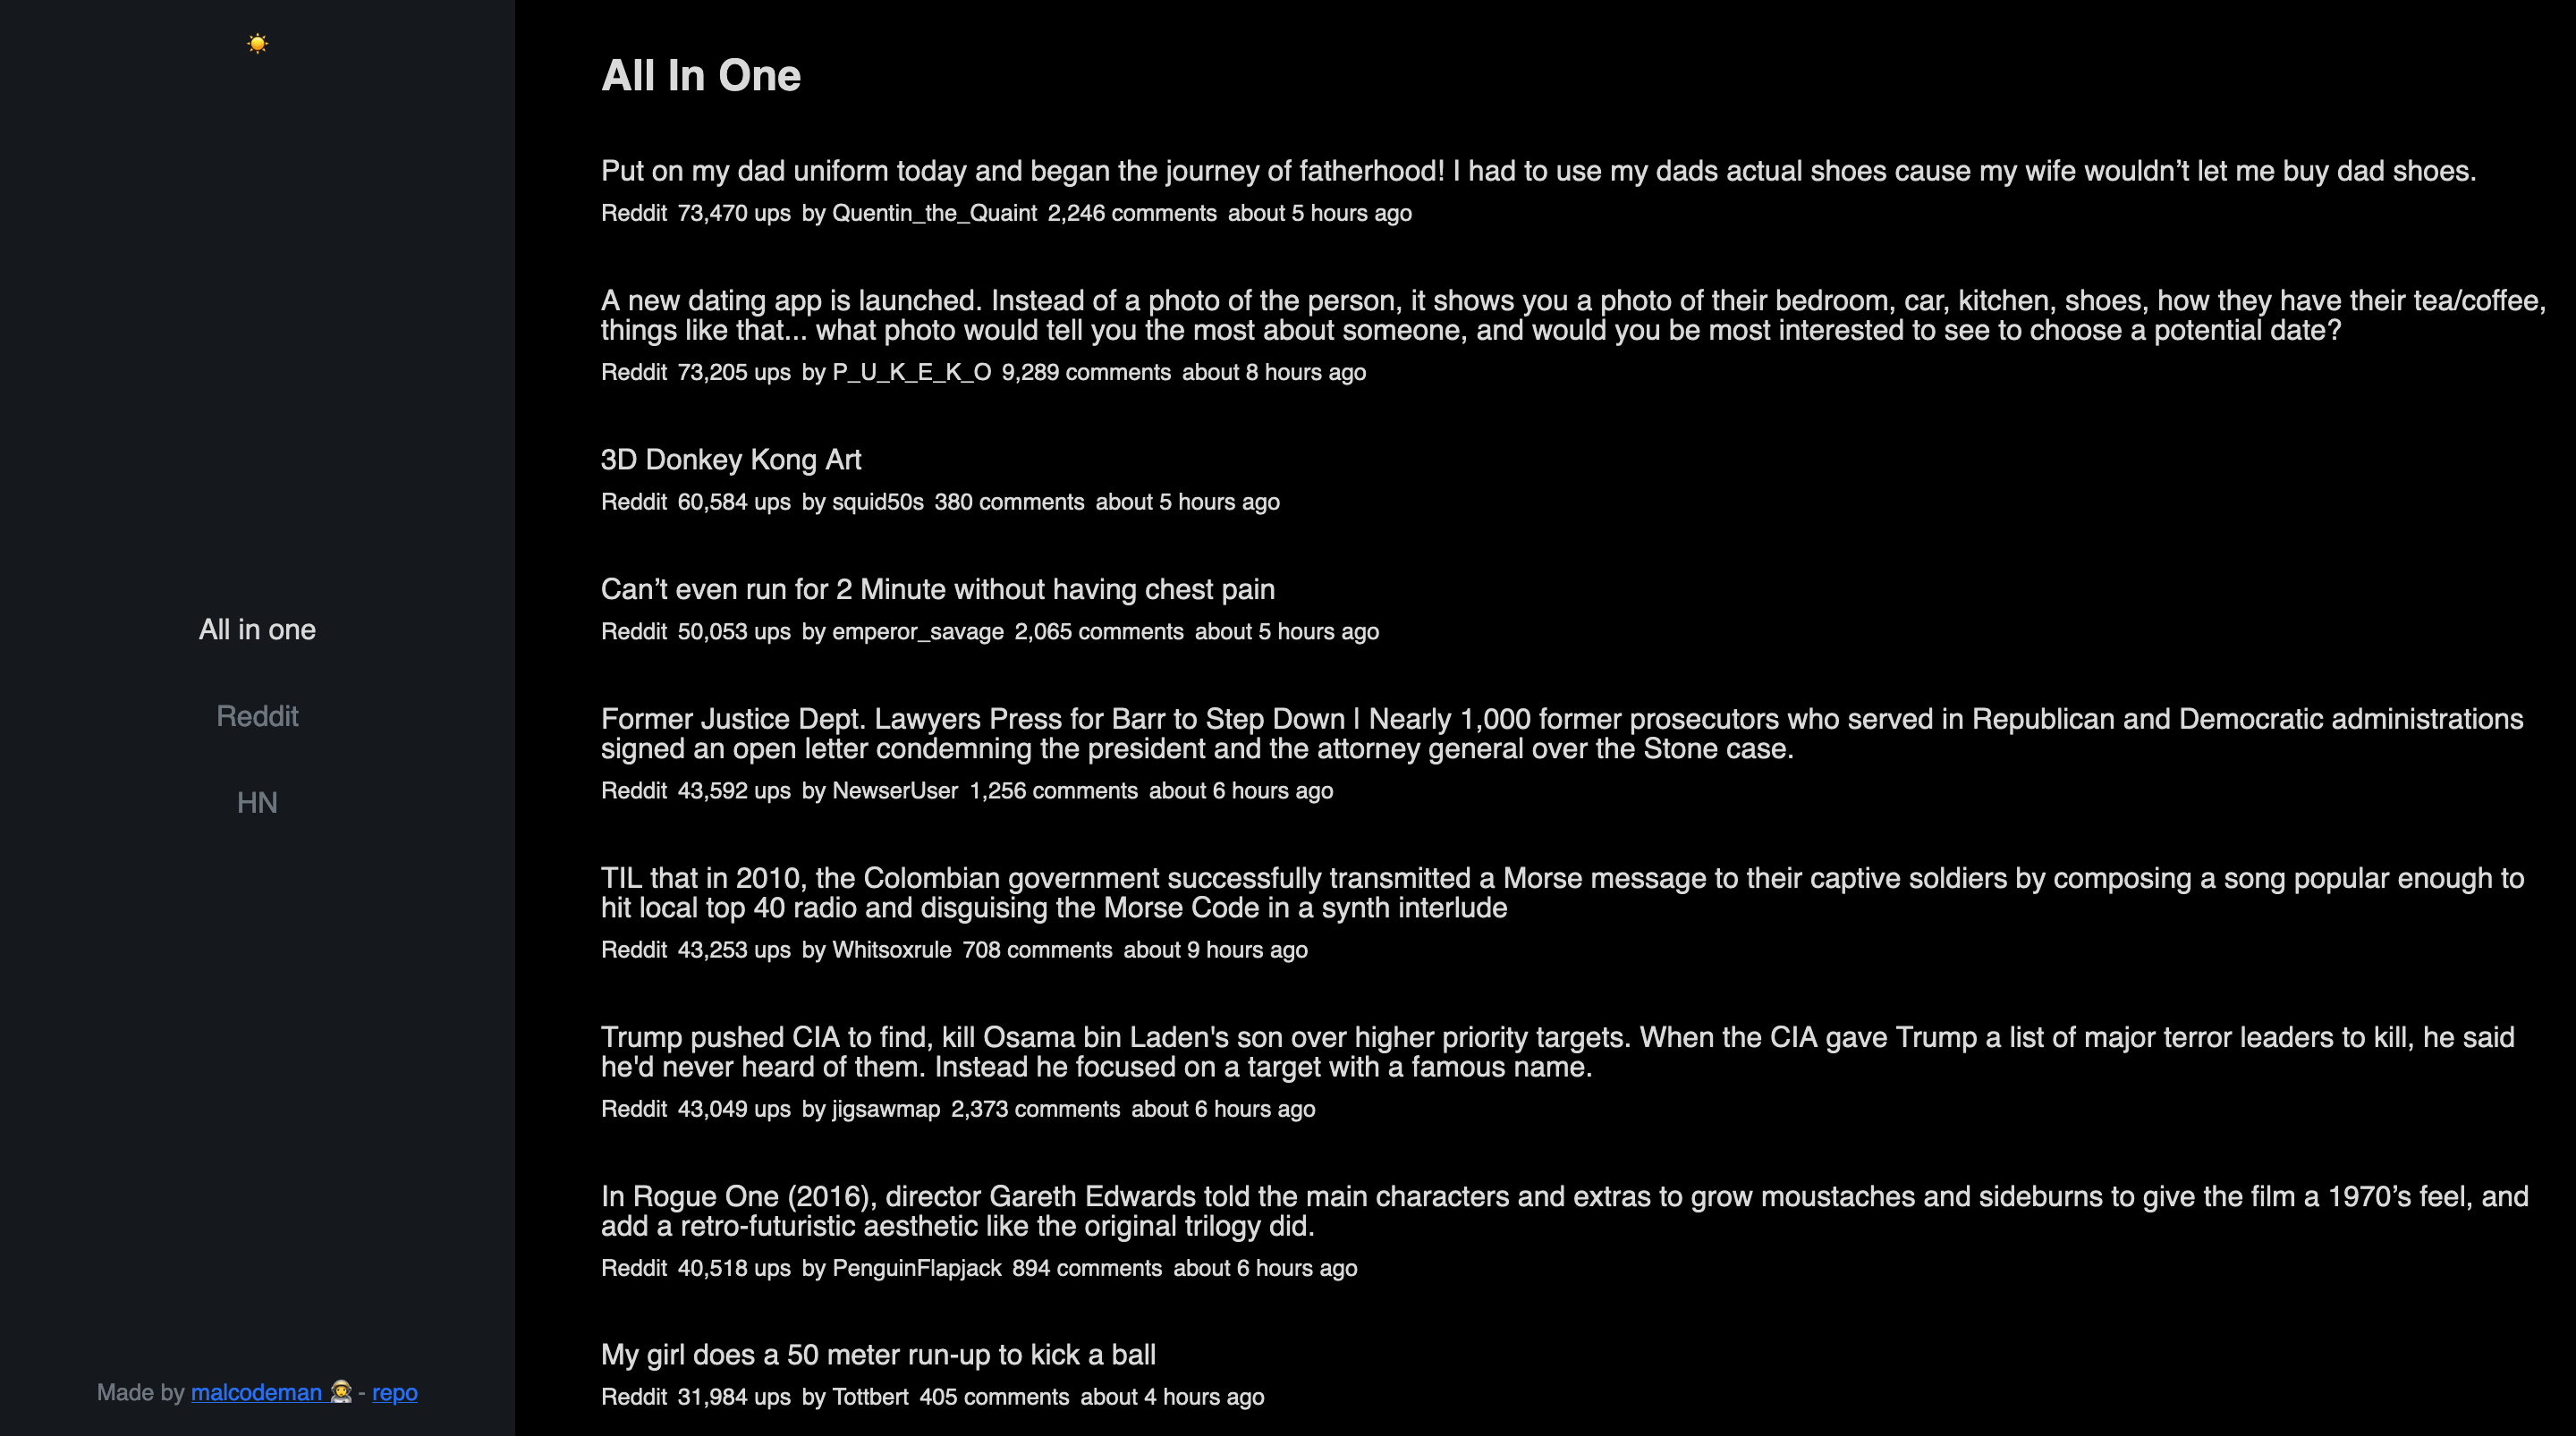 All in one
Reddit
HN
Made by malcodeman 👩‍🚀 - repo
All In One
Put on my dad uniform today and began the journey of fatherhood! I had to use my dads actual shoes cause my wife wouldn’t let me buy dad shoes.
Reddit 73,470 ups by Quentin_the_Quaint 2,246 comments about 5 hours ago
A new dating app is launched. Instead of a photo of the person, it shows you a photo of their bedroom, car, kitchen, shoes, how they have their tea/coffee,
things like that... what photo would tell you the most about someone, and would you be most interested to see to choose a potential date?
Reddit 73,205 ups by P_U_K_E_K_O 9,289 comments about 8 hours ago
3D Donkey Kong Art
Reddit 60,584 ups by squid50s 380 comments about 5 hours ago
Can’t even run for 2 Minute without having chest pain
Reddit 50,053 ups by emperor_savage 2,065 comments about 5 hours ago
Former Justice Dept. Lawyers Press for Barr to Step Down | Nearly 1,000 former prosecutors who served in Republican and Democratic administrations
signed an open letter condemning the president and the attorney general over the Stone case.
Reddit 43,592 ups by NewserUser 1,256 comments about 6 hours ago
TIL that in 2010, the Colombian government successfully transmitted a Morse message to their captive soldiers by composing a song popular enough to
hit local top 40 radio and disguising the Morse Code in a synth interlude
Reddit 43,253 ups by Whitsoxrule 708 comments about 9 hours ago
Trump pushed CIA to find, kill Osama bin Laden's son over higher priority targets. When the CIA gave Trump a list of major terror leaders to kill, he said
he'd never heard of them. Instead he focused on a target with a famous name.
Reddit 43,049 ups by jigsawmap 2,373 comments about 6 hours ago
In Rogue One (2016), director Gareth Edwards told the main characters and extras to grow moustaches and sideburns to give the film a 1970’s feel, and
add a retro-futuristic aesthetic like the original trilogy did.
Reddit 40,518 ups by PenguinFlapjack 894 comments about 6 hours ago
My girl does a 50 meter run-up to kick a ball
Reddit 31,984 ups by Tottbert 405 comments about 4 hours ago